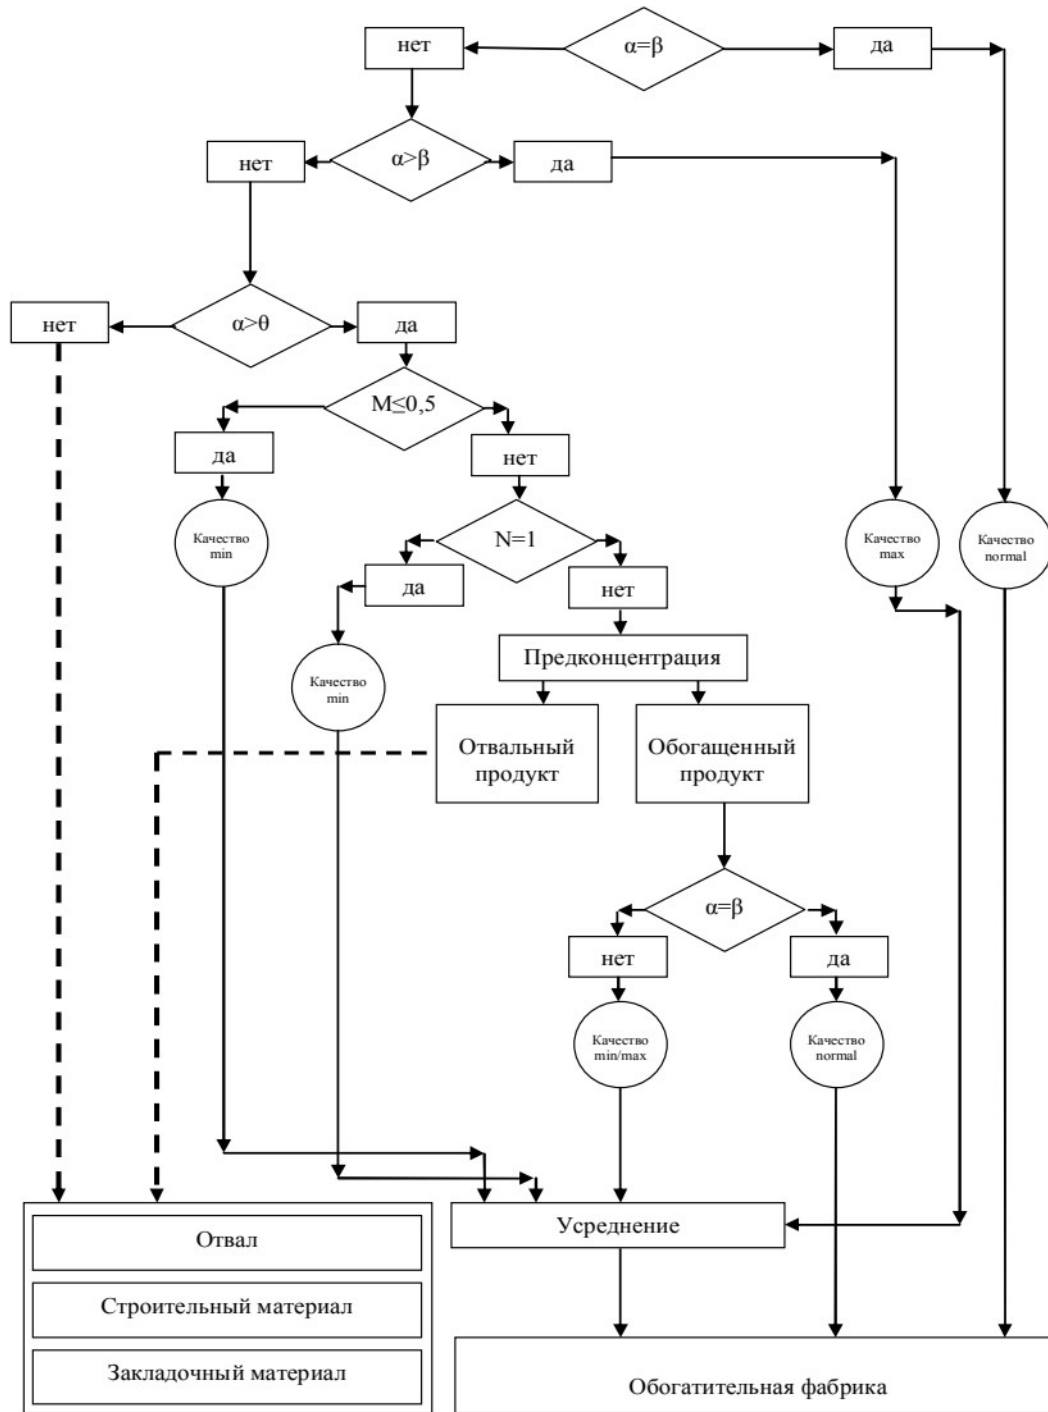 нет
α=β
да
нет
α>β
да
нет
α>θ
да
M≤0,5
да
нет
Качество
min
N=1
Качество
max
Качество
normal
да
нет
Предконцентрация
Качество
min
Отвальный
продукт
Обогащенный
продукт
α=β
нет
да
Качество
min/max
Качество
normal
Усреднение
Отвал
Строительный материал
Закладочный материал
Обогатительная фабрика